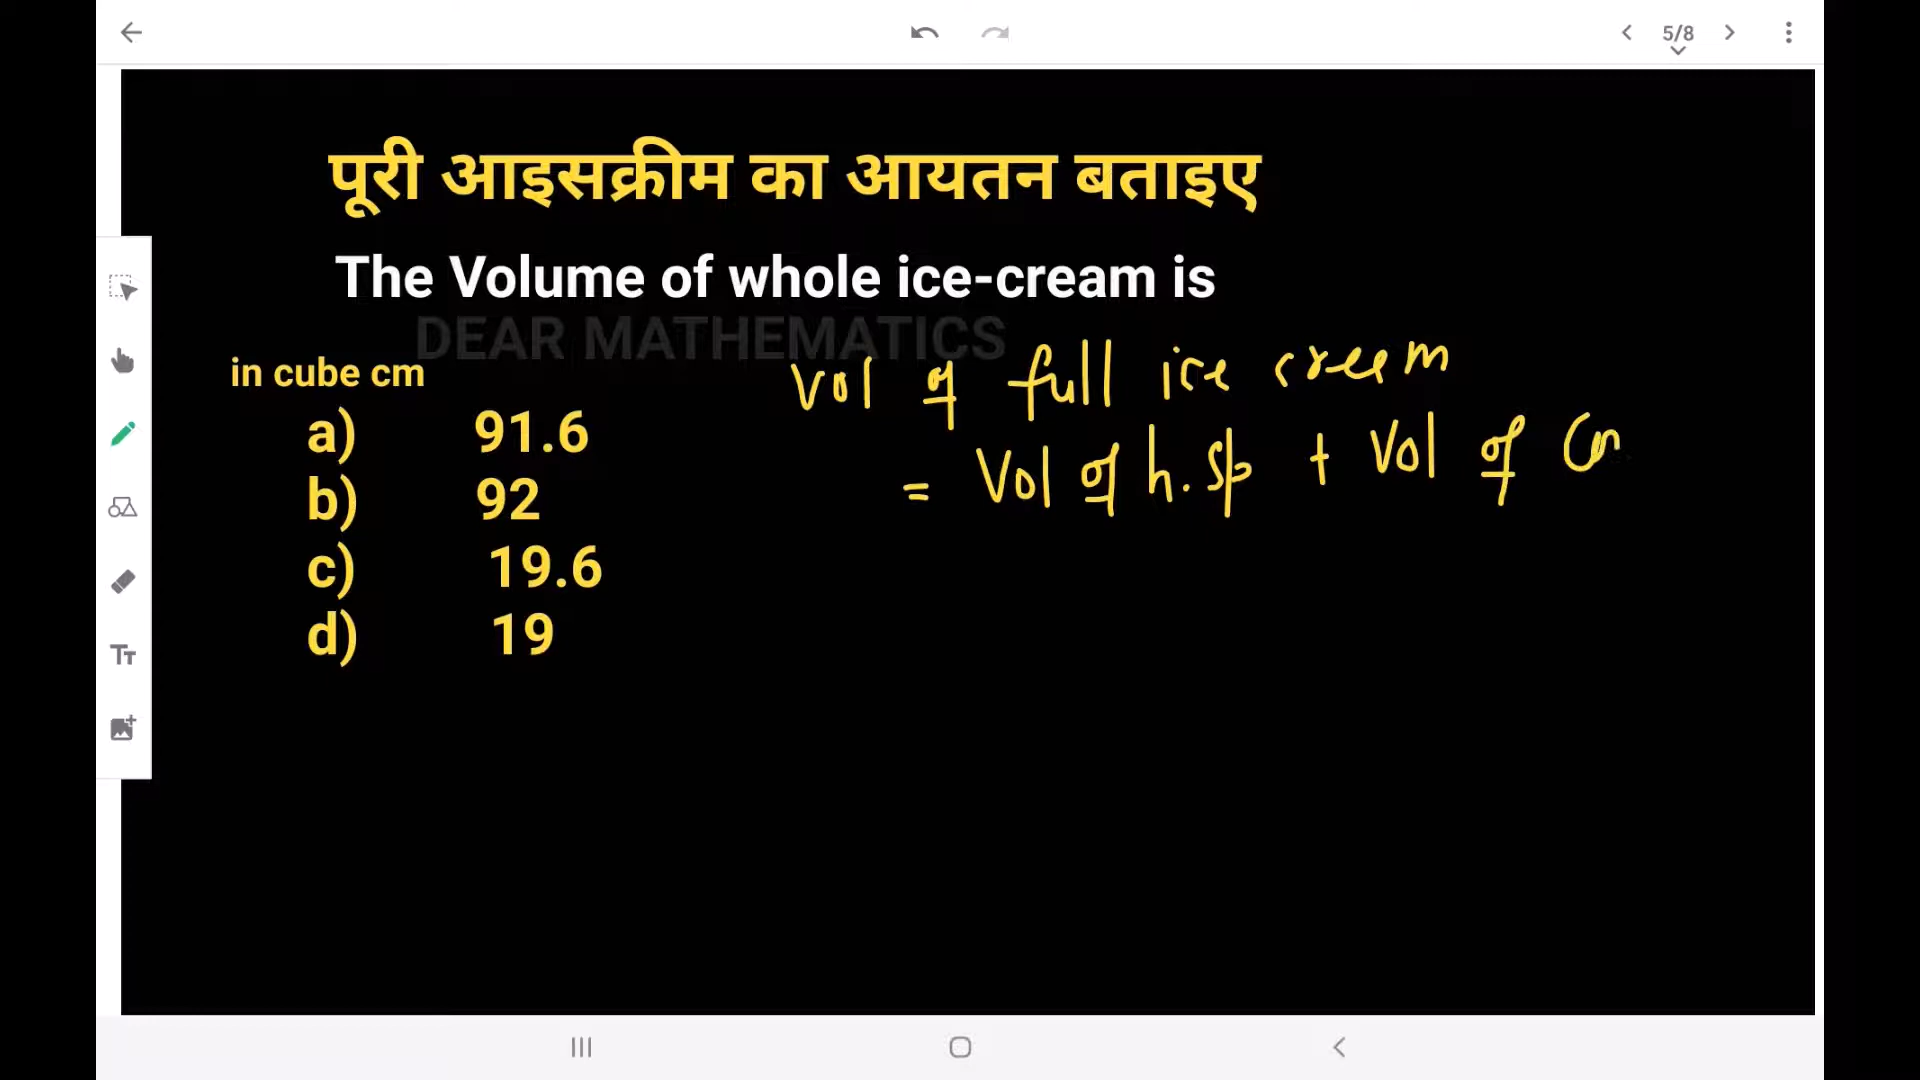 5/8
पूरी आइसक्रीम का आयतन बताइए
The Volume of whole ice-cream is
DEAR MATHEMATICS
in cube cm
a) 91.6
b) 92
c) 19.6
d) 19
Vol of full ice cream
= Vol of h.sp + Vol of
Tт